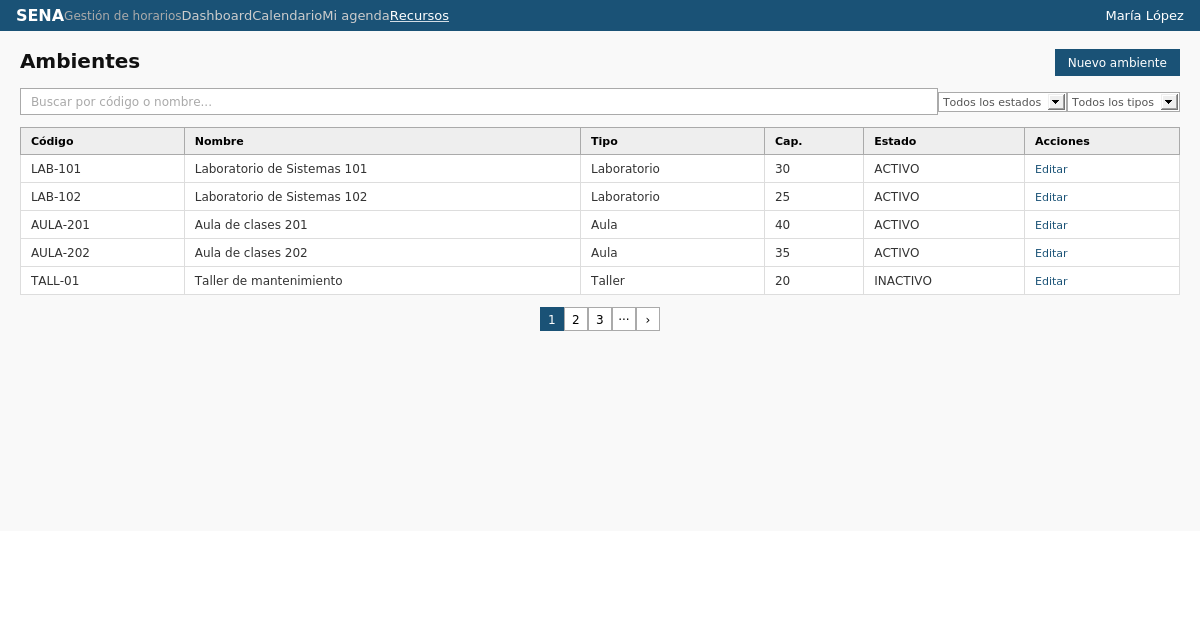 SENA Gestión de horarios Dashboard Calendario Mi agenda Recursos María López
Ambientes Nuevo ambiente
Buscar por código o nombre... Todos los estados Todos los tipos
Código Nombre Tipo Cap. Estado Acciones
LAB-101 Laboratorio de Sistemas 101 Laboratorio 30 ACTIVO Editar
LAB-102 Laboratorio de Sistemas 102 Laboratorio 25 ACTIVO Editar
AULA-201 Aula de clases 201 Aula 40 ACTIVO Editar
AULA-202 Aula de clases 202 Aula 35 ACTIVO Editar
TALL-01 Taller de mantenimiento Taller 20 INACTIVO Editar
1 2 3 ... ›